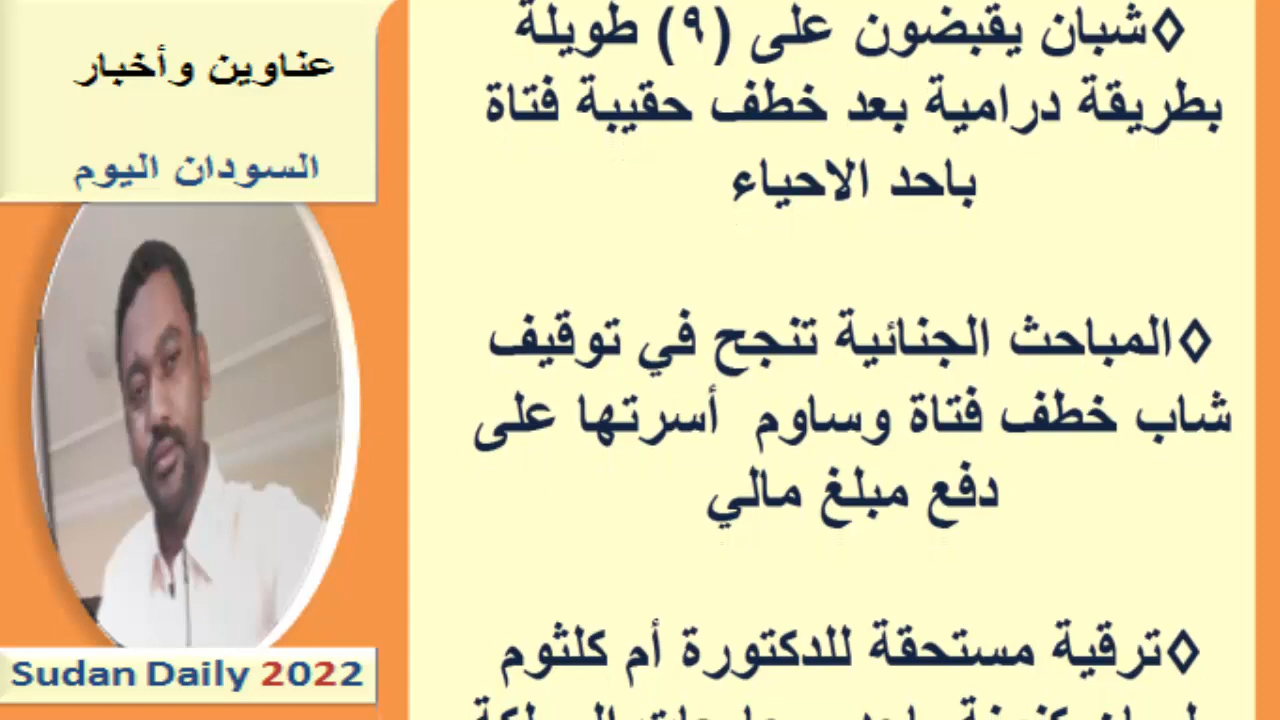 عناوين وأخبار
السودان اليوم
Sudan Daily 2022
◊شبان يقبضون على (٩) طويلة
بطريقة درامية بعد خطف حقيبة فتاة
باحد الاحياء
◊المباحث الجنائية تنجح في توقيف
شاب خطف فتاة وساوم أسرتها على
دفع مبلغ مالي
◊ترقية مستحقة للدكتورة أم كلثوم